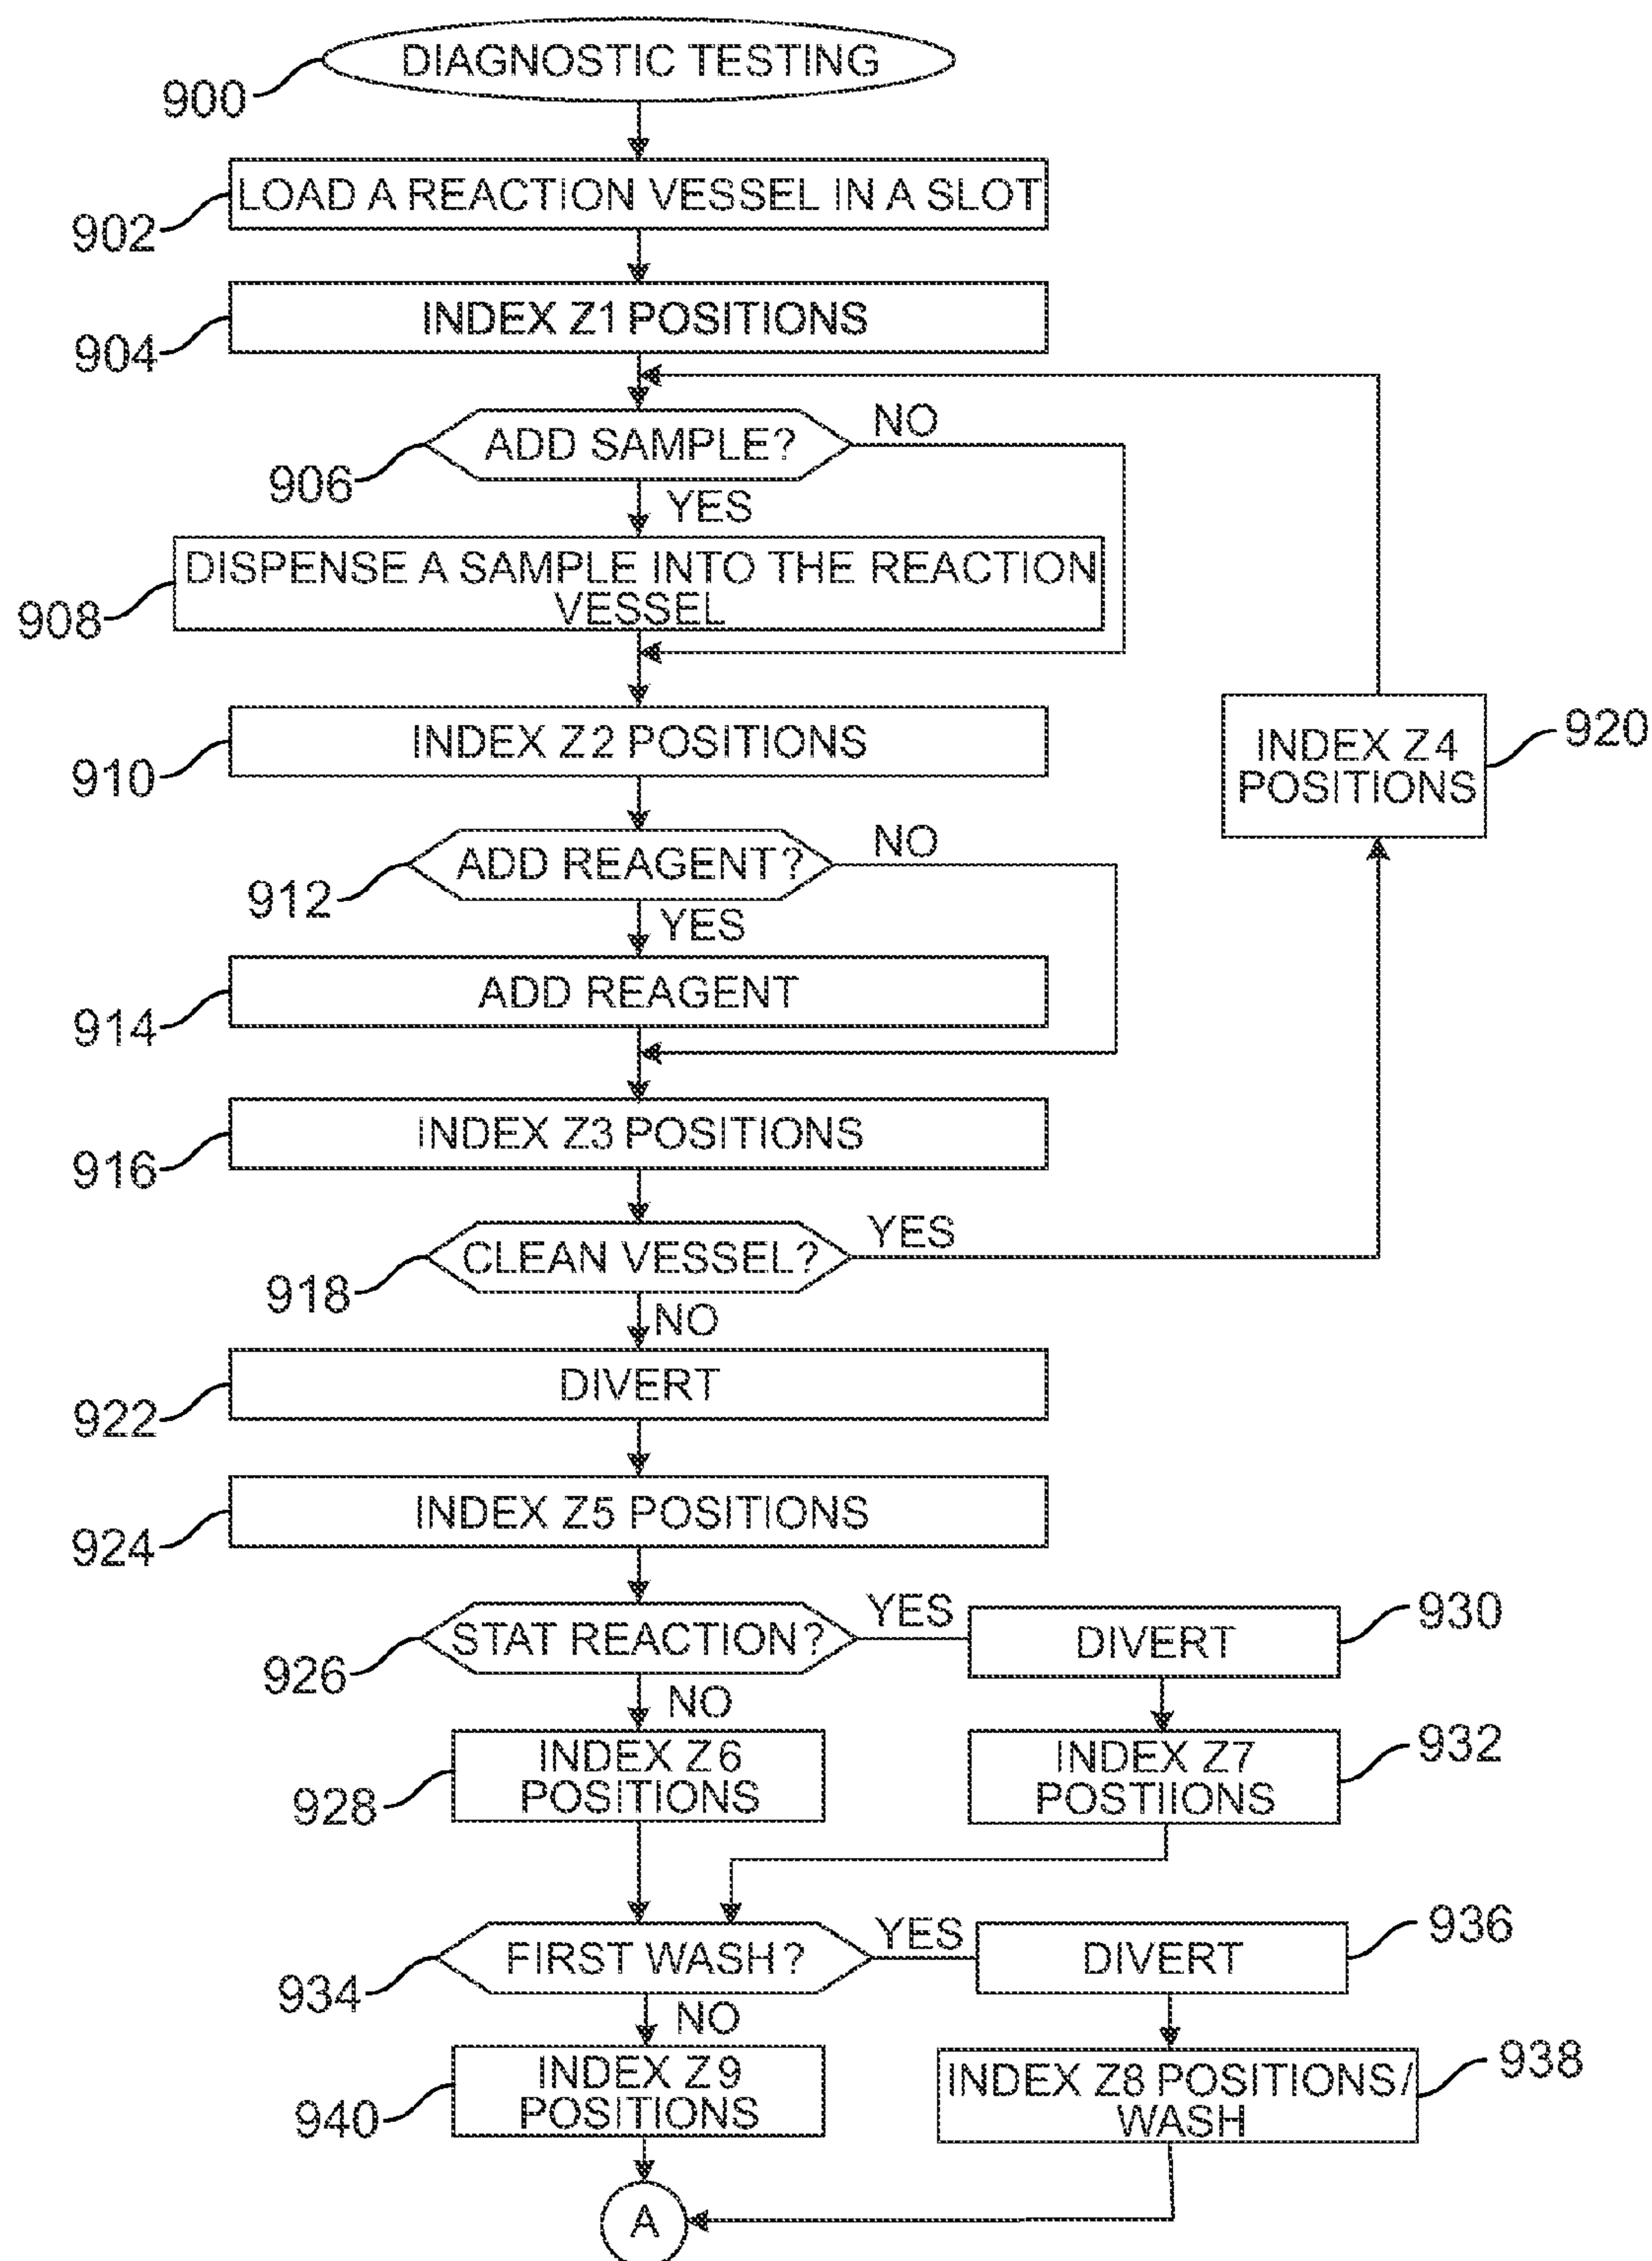 DIAGNOSTIC TESTING
900
LOAD A REACTION VESSEL IN A SLOT
902
INDEX Z1 POSITIONS
904
ADD SAMPLE?
NO
906
YES
DISPENSE A SAMPLE INTO THE REACTION
VESSEL
908
INDEX Z2 POSITIONS
910
INDEX Z4
POSITIONS
920
ADD REAGENT?
NO
912
YES
ADD REAGENT
914
INDEX Z3 POSITIONS
916
CLEAN VESSEL?
YES
918
NO
DIVERT
922
INDEX Z5 POSITIONS
924
STAT REACTION?
YES
DIVERT
930
926
NO
INDEX Z6
POSITIONS
928
INDEX Z7
POSTIIONS
932
FIRST WASH?
YES
DIVERT
936
934
NO
INDEX Z9
POSITIONS
940
INDEX Z8 POSITIONS/
WASH
938
A